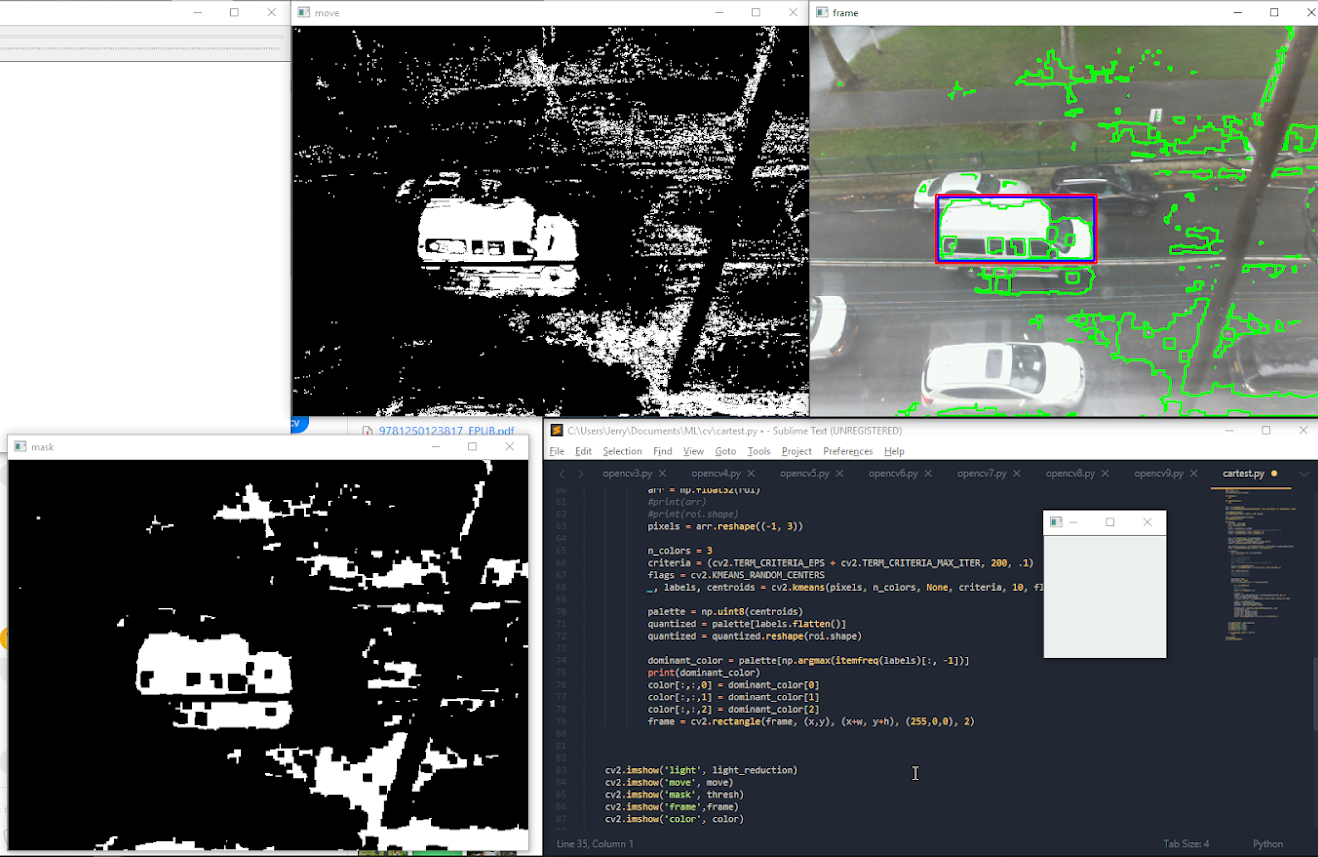 move
frame
cv
9781250123817_EPUB.pdf
mask
C:\Users\Jerry\Documents\ML\cv\cartest.py • - Sublime Text (UNREGISTERED)
File Edit Selection Find View Goto Tools Project Preferences Help
opencv3.py opencv4.py opencv5.py opencv6.py opencv7.py opencv8.py opencv9.py cartest.py
60 arr = np.float32(roi)
61 #print(arr)
62 #print(roi.shape)
63 pixels = arr.reshape((-1, 3))
64
65 n_colors = 3
66 criteria = (cv2.TERM_CRITERIA_EPS + cv2.TERM_CRITERIA_MAX_ITER, 200, .1)
67 flags = cv2.KMEANS_RANDOM_CENTERS
68 _, labels, centroids = cv2.kmeans(pixels, n_colors, None, criteria, 10, fl
69
70 palette = np.uint8(centroids)
71 quantized = palette[labels.flatten()]
72 quantized = quantized.reshape(roi.shape)
73
74 dominant_color = palette[np.argmax(itemfreq(labels)[:, -1])]
75 print(dominant_color)
76 color[:,:,0] = dominant_color[0]
77 color[:,:,1] = dominant_color[1]
78 color[:,:,2] = dominant_color[2]
79 frame = cv2.rectangle(frame, (x,y), (x+w, y+h), (255,0,0), 2)
80
81
82
83 cv2.imshow('light', light_reduction)
84 cv2.imshow('move', move)
85 cv2.imshow('mask', thresh)
86 cv2.imshow('frame',frame)
87 cv2.imshow('color', color)
Line 35, Column 1
Tab Size: 4
Python